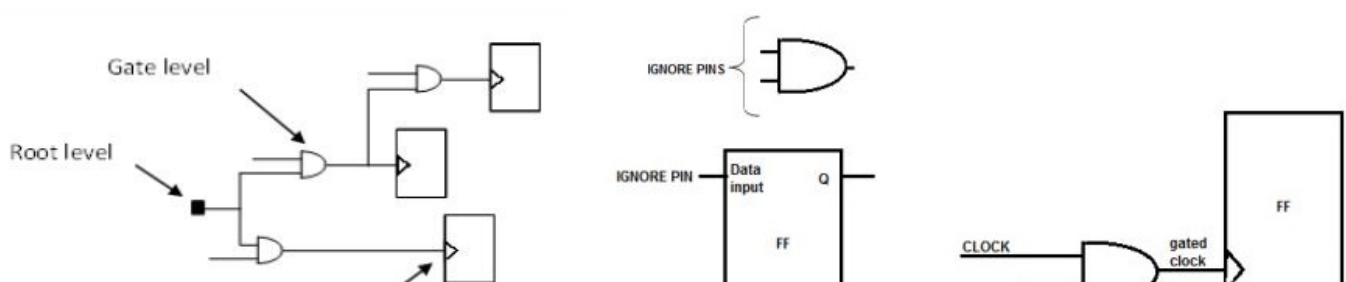 Gate level
Root level
IGNORE PINS
IGNORE PIN
Data
input
Q
FF
CLOCK
gated
clock
FF